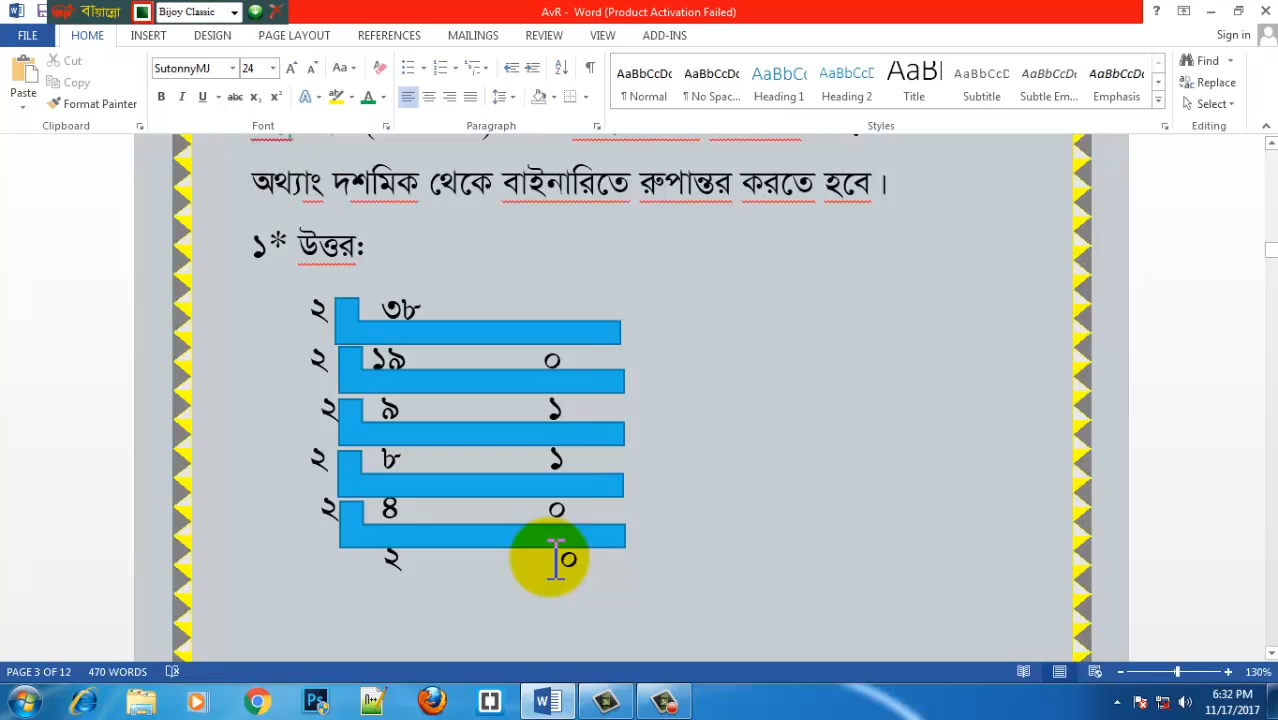 বায়ান্নো Bijoy Classic AvR - Word (Product Activation Failed)
FILE HOME INSERT DESIGN PAGE LAYOUT REFERENCES MAILINGS REVIEW VIEW ADD-INS Sign in
Cut
Copy
Paste Format Painter
SutonnyMJ 24
AaBbCcDc AaBbCcDc AaBbCc AaBbCcC AaBl AaBbCcD AaBbCcDc AaBbCcDc
¶ Normal ¶ No Spac... Heading 1 Heading 2 Title Subtitle Subtle Em... Emphasis
Find
Replace
Select
Clipboard Font Paragraph Styles Editing
অথ্যাং দশমিক থেকে বাইনারিতে রুপান্তর করতে হবে।
১* উত্তর:
২ ৩৮
২ ১৯ ০
২ ৯ ১
২ ৮ ১
২ ৪ ০
২ ০
PAGE 3 OF 12 470 WORDS 130%
6:32 PM
11/17/2017